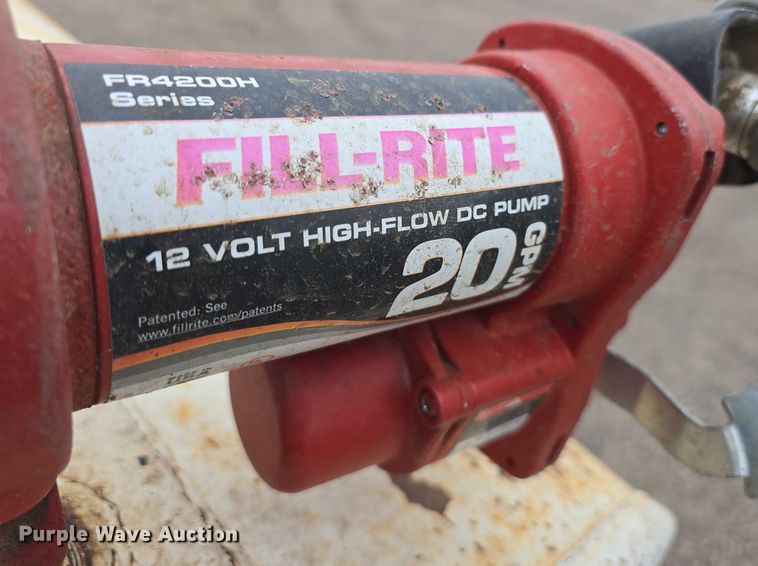 FR4200H
Series
FILL-RITE
12 VOLT HIGH-FLOW DC PUMP
20 GPM
Patented: See
www.fillrite.com/patents
Purple Wave Auction